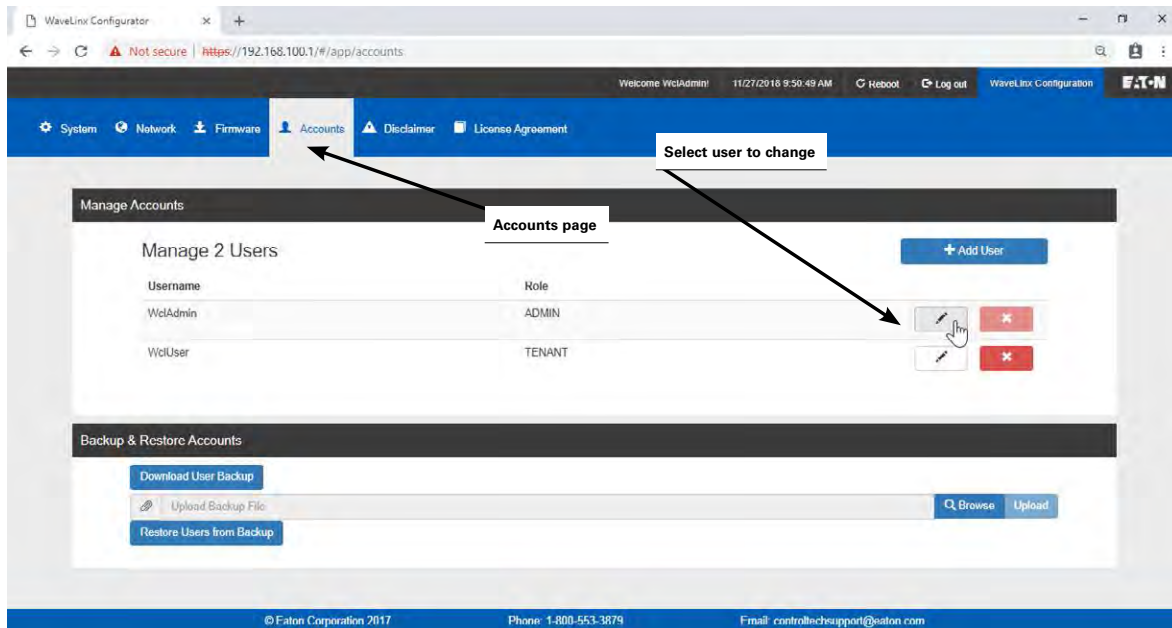 WaveLinx Configurator
Not secure | https://192.168.100.1/#/app/accounts
Welcome WclAdmin! 11/27/2018 9:50:49 AM Reboot Log out WaveLinx Configuration EATON
System Network Firmware Accounts Disclaimer License Agreement
Select user to change
Manage Accounts
Accounts page
Manage 2 Users
Add User
Username Role
WclAdmin ADMIN
WclUser TENANT
Backup & Restore Accounts
Download User Backup
Upload Backup File
Browse Upload
Restore Users from Backup
© Eaton Corporation 2017 Phone: 1-800-553-3879 Email: controltechsupport@eaton.com